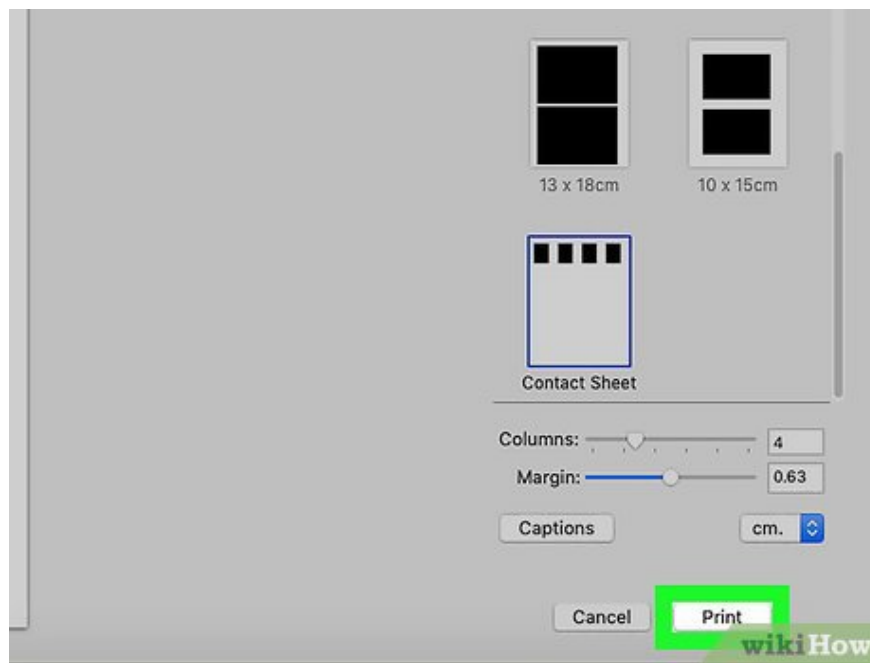 13 x 18cm 10 x 15cm
Contact Sheet
Columns: 4
Margin: 0.63
Captions cm.
Cancel Print
wikiHow